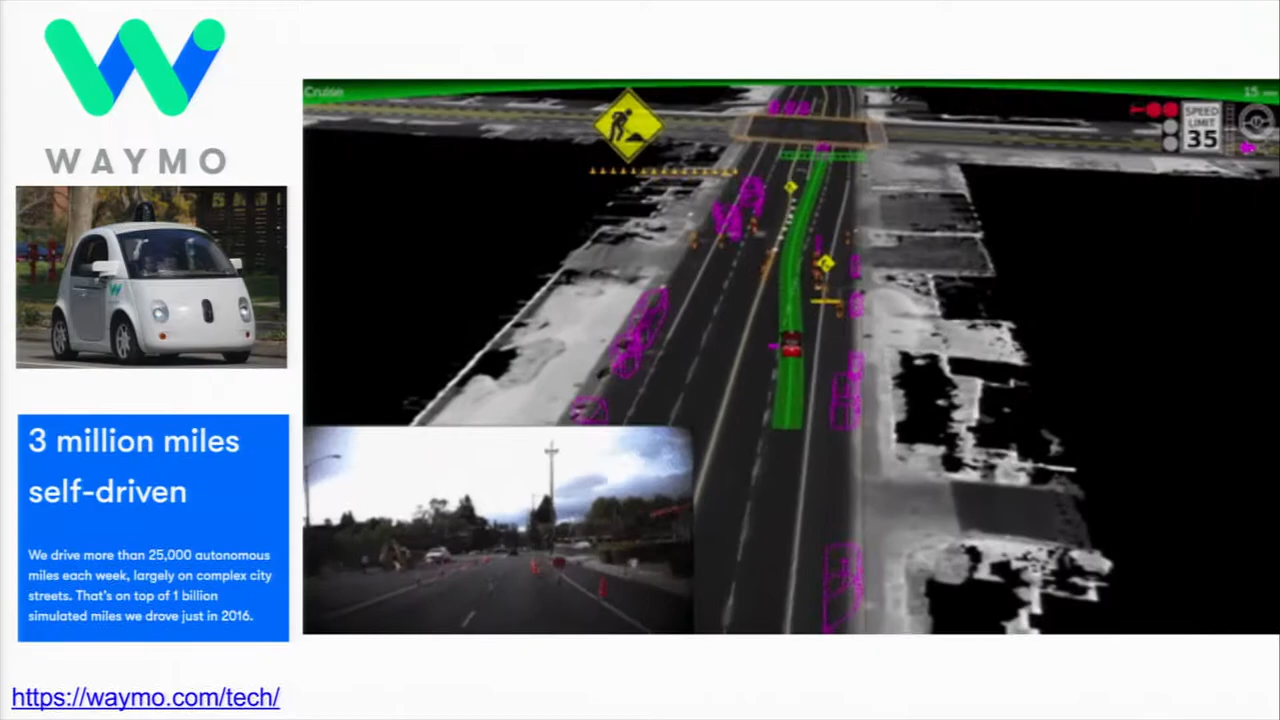 WAYMO
3 million miles
self-driven
We drive more than 25,000 autonomous
miles each week, largely on complex city
streets. That's on top of 1 billion
simulated miles we drove just in 2016.
https://waymo.com/tech/
Cruise
15
SPEED
LIMIT
35